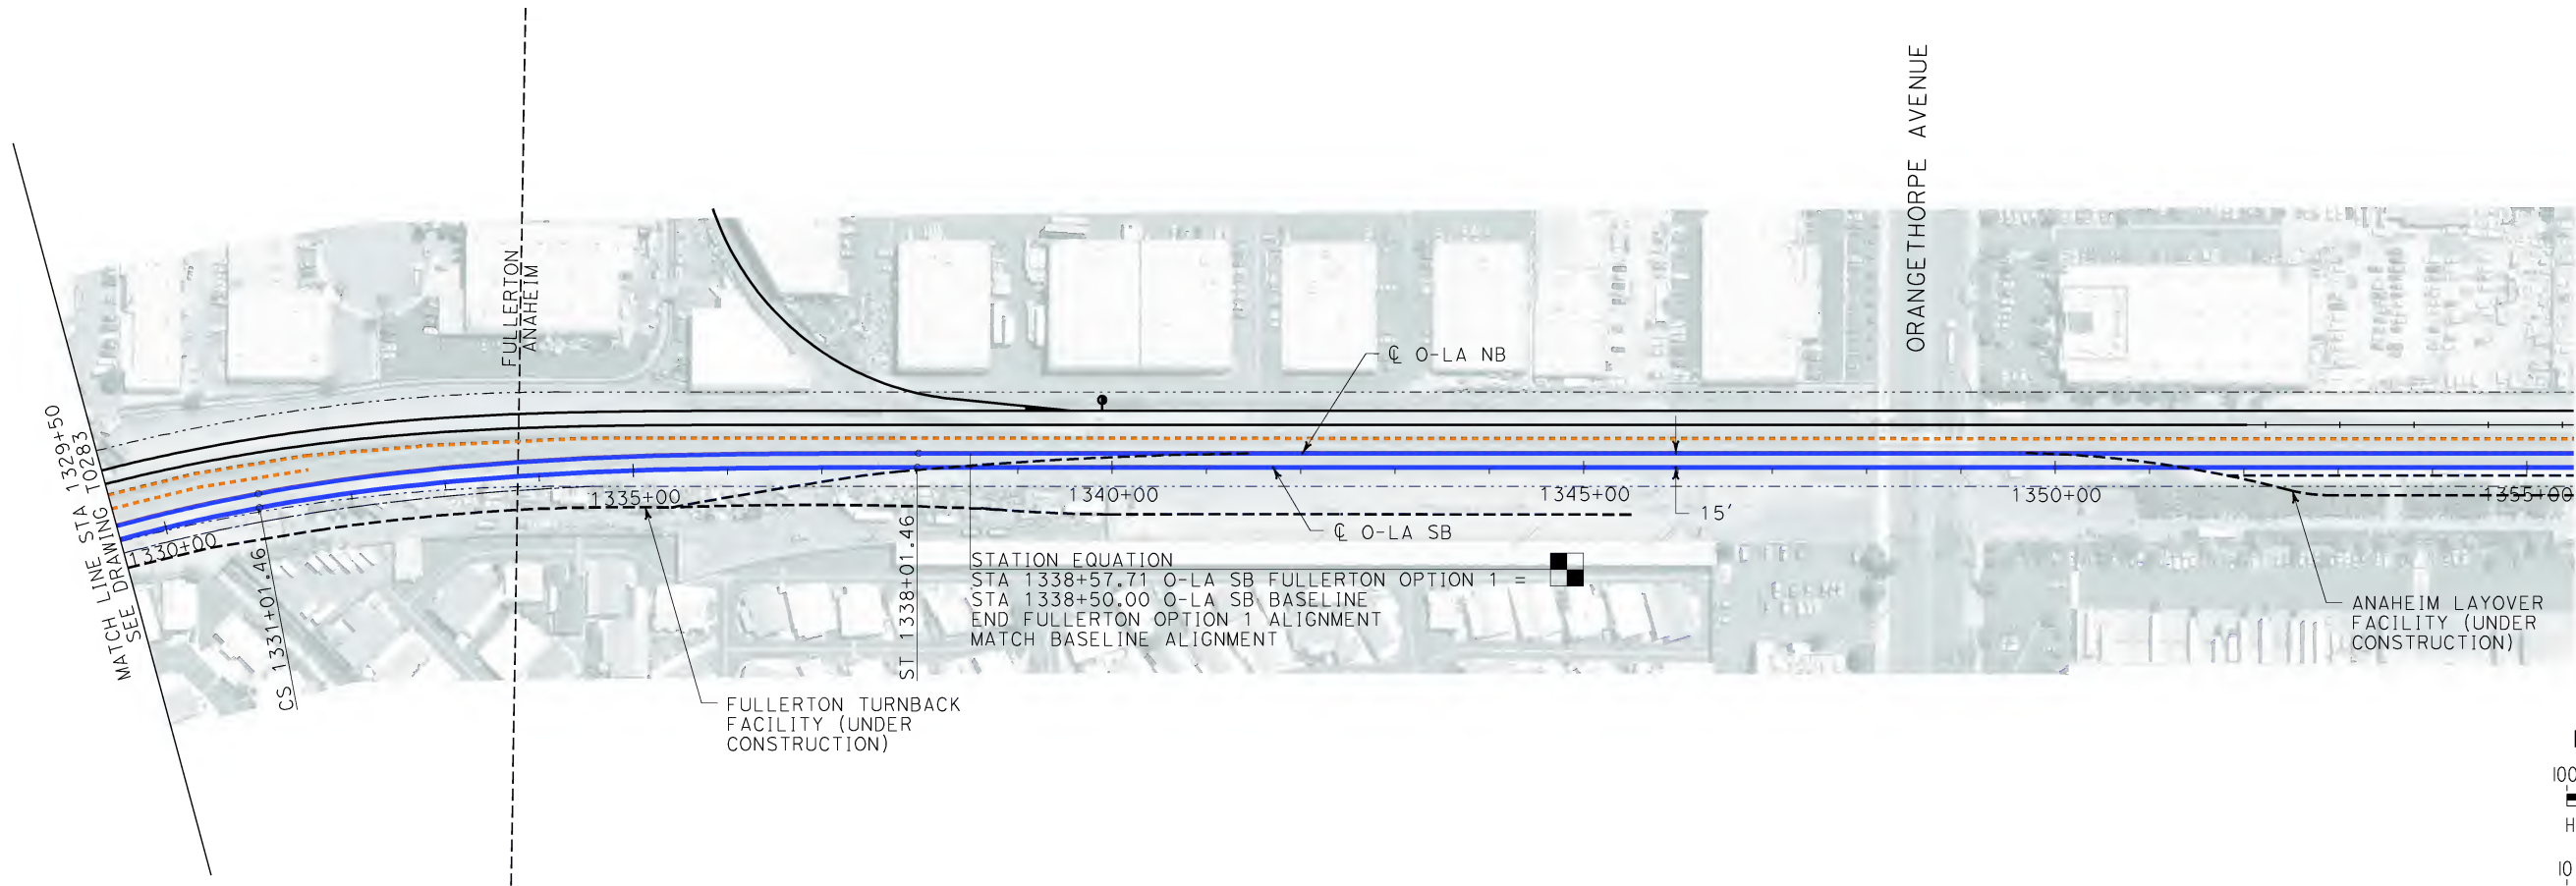 ORANGETHORPE AVENUE
FULLERTON
ANAHEIM
℄ O-LA NB
MATCH LINE STA 1329+50
SEE DRAWING TO283
1330+00
1335+00
1340+00
1345+00
1350+00
1355+00
15'
℄ O-LA SB
CS 1331+01.46
ST 1338+01.46
STATION EQUATION
STA 1338+57.71 O-LA SB FULLERTON OPTION 1 =
STA 1338+50.00 O-LA SB BASELINE
END FULLERTON OPTION 1 ALIGNMENT
MATCH BASELINE ALIGNMENT
ANAHEIM LAYOVER
FACILITY (UNDER
CONSTRUCTION)
FULLERTON TURNBACK
FACILITY (UNDER
CONSTRUCTION)
100
H
10